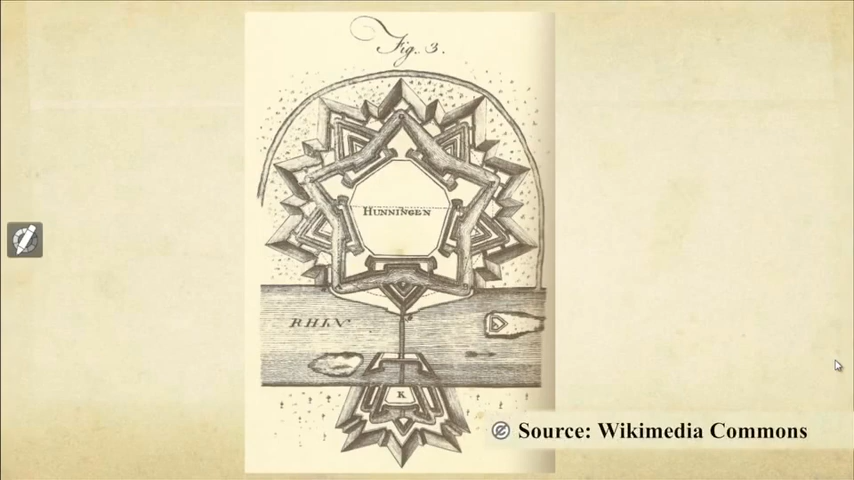 Fig. 3.
HUNNINGEN
RHIN
K
Source: Wikimedia Commons